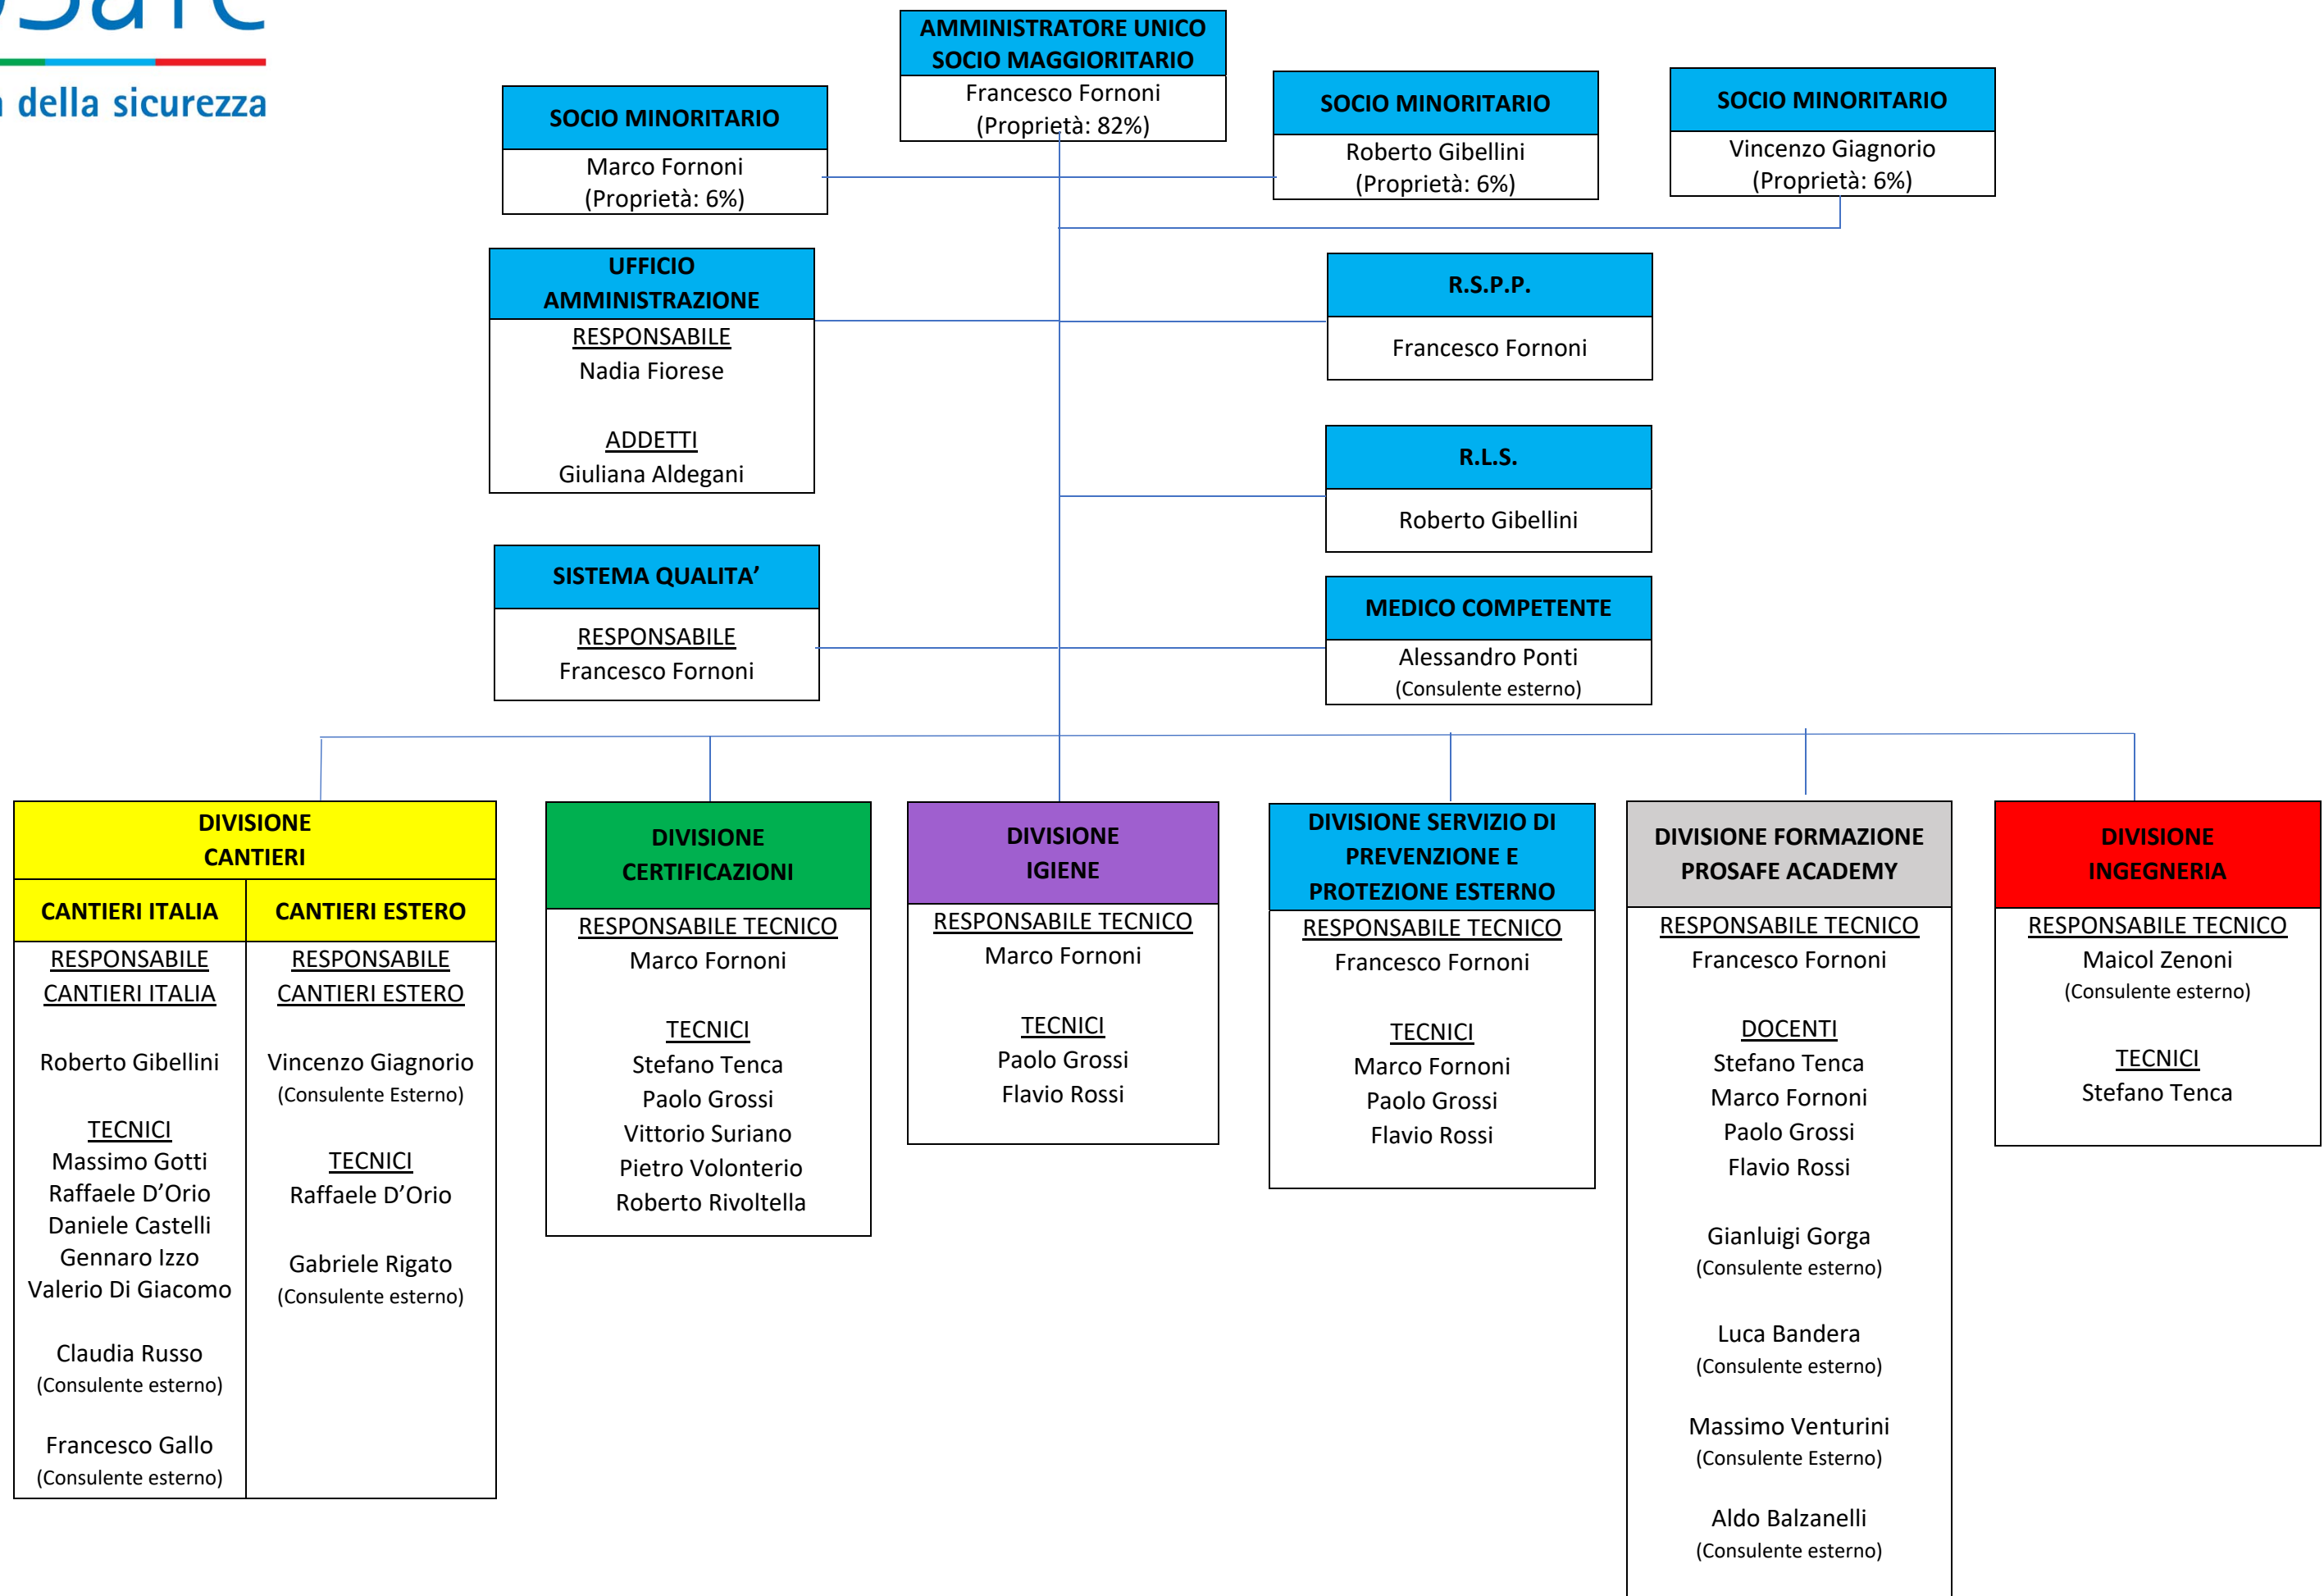 della sicurezza
AMMINISTRATORE UNICO
SOCIO MAGGIORITARIO
Francesco Fornoni
(Proprietà: 82%)
SOCIO MINORITARIO
Marco Fornoni
(Proprietà: 6%)
SOCIO MINORITARIO
Roberto Gibellini
(Proprietà: 6%)
SOCIO MINORITARIO
Vincenzo Giagnorio
(Proprietà: 6%)
UFFICIO
AMMINISTRAZIONE
RESPONSABILE
Nadia Fiorese
ADDETTI
Giuliana Aldegani
R.S.P.P.
Francesco Fornoni
R.L.S.
Roberto Gibellini
SISTEMA QUALITA’
RESPONSABILE
Francesco Fornoni
MEDICO COMPETENTE
Alessandro Ponti
(Consulente esterno)
DIVISIONE
CANTIERI
CANTIERI ITALIA
RESPONSABILE
CANTIERI ITALIA
Roberto Gibellini
TECNICI
Massimo Gotti
Raffaele D’Orio
Daniele Castelli
Gennaro Izzo
Valerio Di Giacomo
Claudia Russo
(Consulente esterno)
Francesco Gallo
(Consulente esterno)
CANTIERI ESTERO
RESPONSABILE
CANTIERI ESTERO
Vincenzo Giagnorio
(Consulente Esterno)
TECNICI
Raffaele D’Orio
Gabriele Rigato
(Consulente esterno)
DIVISIONE
CERTIFICAZIONI
RESPONSABILE TECNICO
Marco Fornoni
TECNICI
Stefano Tenca
Paolo Grossi
Vittorio Suriano
Pietro Volonterio
Roberto Rivoltella
DIVISIONE
IGIENE
RESPONSABILE TECNICO
Marco Fornoni
TECNICI
Paolo Grossi
Flavio Rossi
DIVISIONE SERVIZIO DI
PREVENZIONE E
PROTEZIONE ESTERNO
RESPONSABILE TECNICO
Francesco Fornoni
TECNICI
Marco Fornoni
Paolo Grossi
Flavio Rossi
DIVISIONE FORMAZIONE
PROSAFE ACADEMY
RESPONSABILE TECNICO
Francesco Fornoni
DOCENTI
Stefano Tenca
Marco Fornoni
Paolo Grossi
Flavio Rossi
Gianluigi Gorga
(Consulente esterno)
Luca Bandera
(Consulente esterno)
Massimo Venturini
(Consulente Esterno)
Aldo Balzanelli
(Consulente esterno)
DIVISIONE
INGEGNERIA
RESPONSABILE TECNICO
Maicol Zenoni
(Consulente esterno)
TECNICI
Stefano Tenca